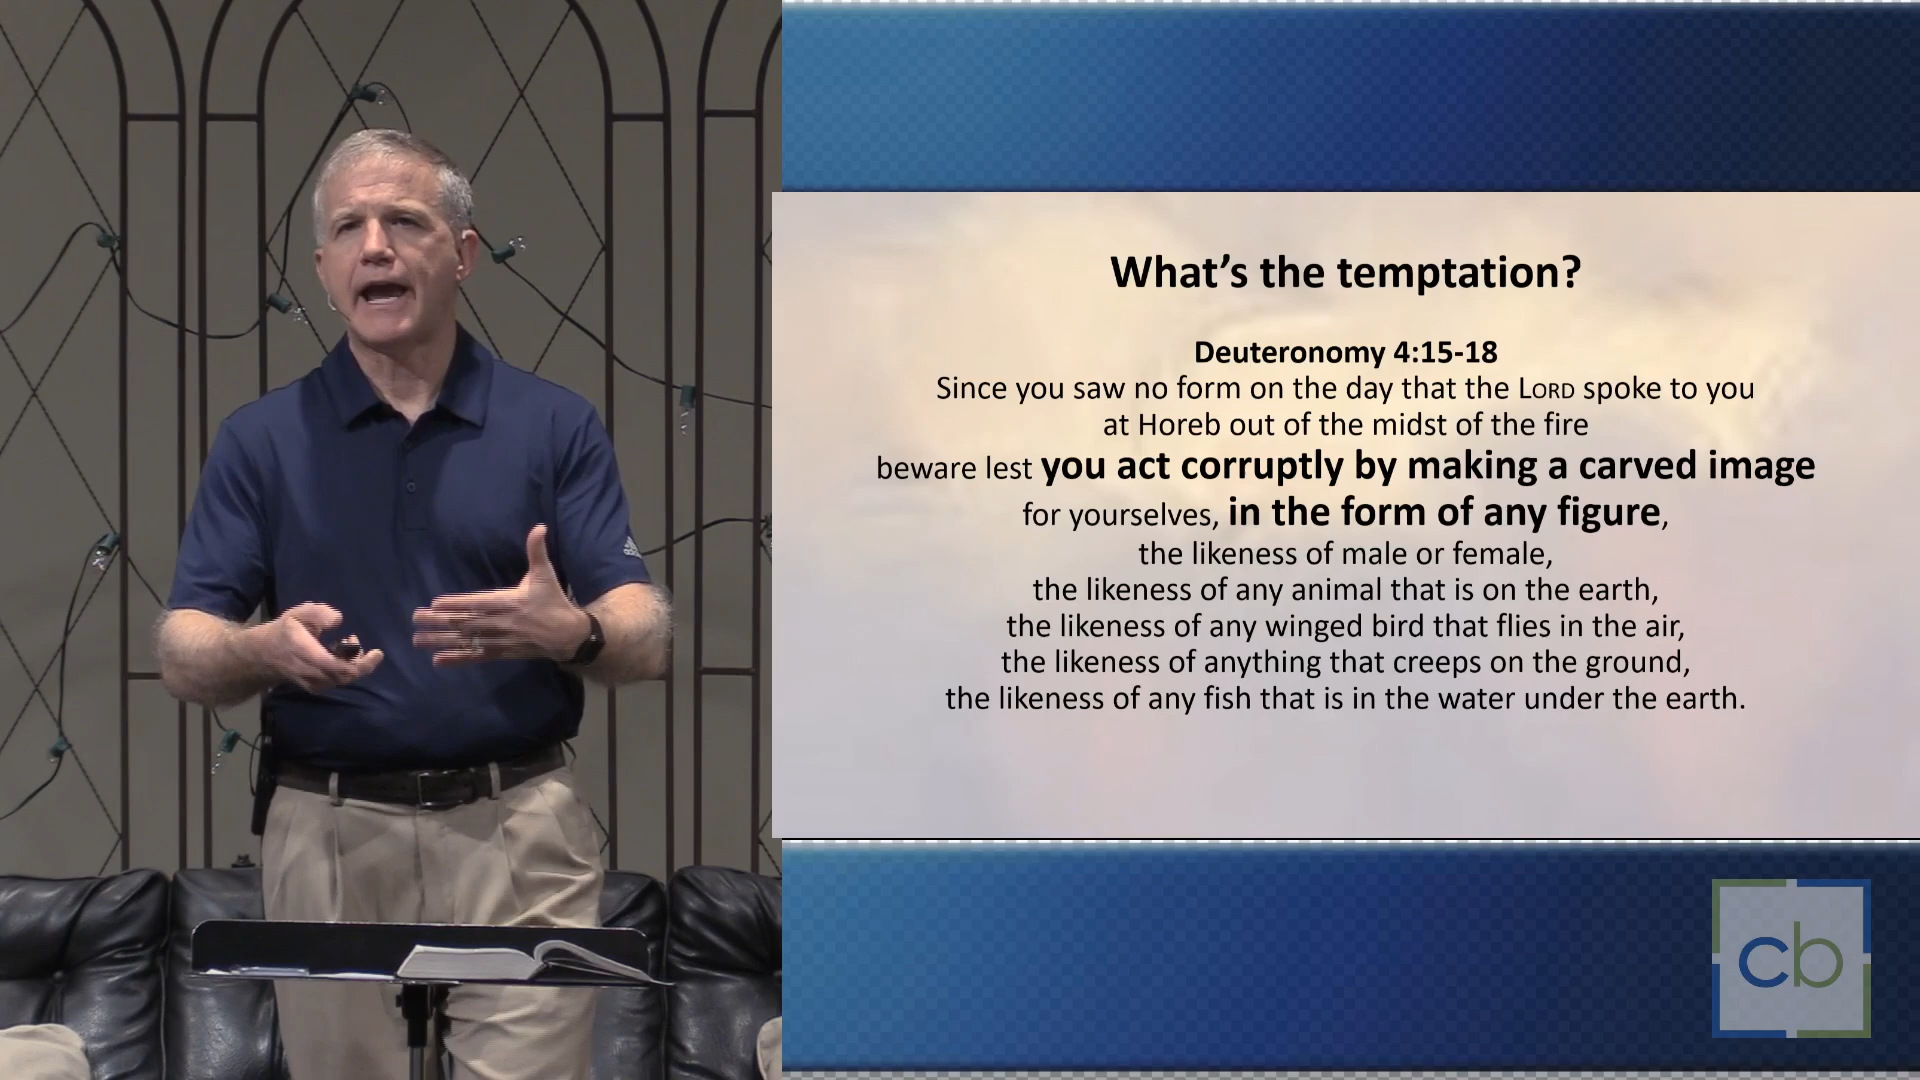 What’s the temptation?
Deuteronomy 4:15-18
Since you saw no form on the day that the LORD spoke to you
at Horeb out of the midst of the fire
beware lest you act corruptly by making a carved image
for yourselves, in the form of any figure,
the likeness of male or female,
the likeness of any animal that is on the earth,
the likeness of any winged bird that flies in the air,
the likeness of anything that creeps on the ground,
the likeness of any fish that is in the water under the earth.
cb